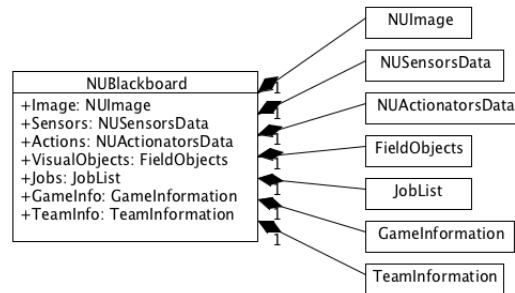 NUBlackboard
+Image: NUImage
+Sensors: NUSensorsData
+Actions: NUActionatorsData
+VisualObjects: FieldObjects
+Jobs: JobList
+GameInfo: GameInformation
+TeamInfo: TeamInformation
1
1
1
1
1
1
1
NUImage
NUSensorsData
NUActionatorsData
FieldObjects
JobList
GameInformation
TeamInformation